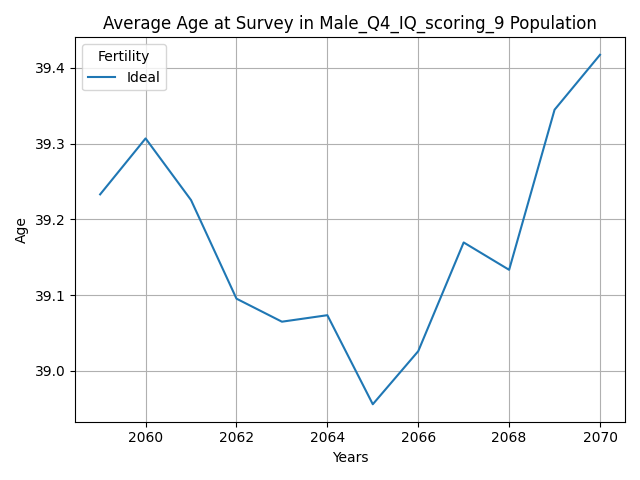 Average Age at Survey in Male_Q4_IQ_scoring_9 Population
Fertility
Ideal
39.4
39.3
39.2
39.1
39.0
Age
2060 2062 2064 2066 2068 2070
Years